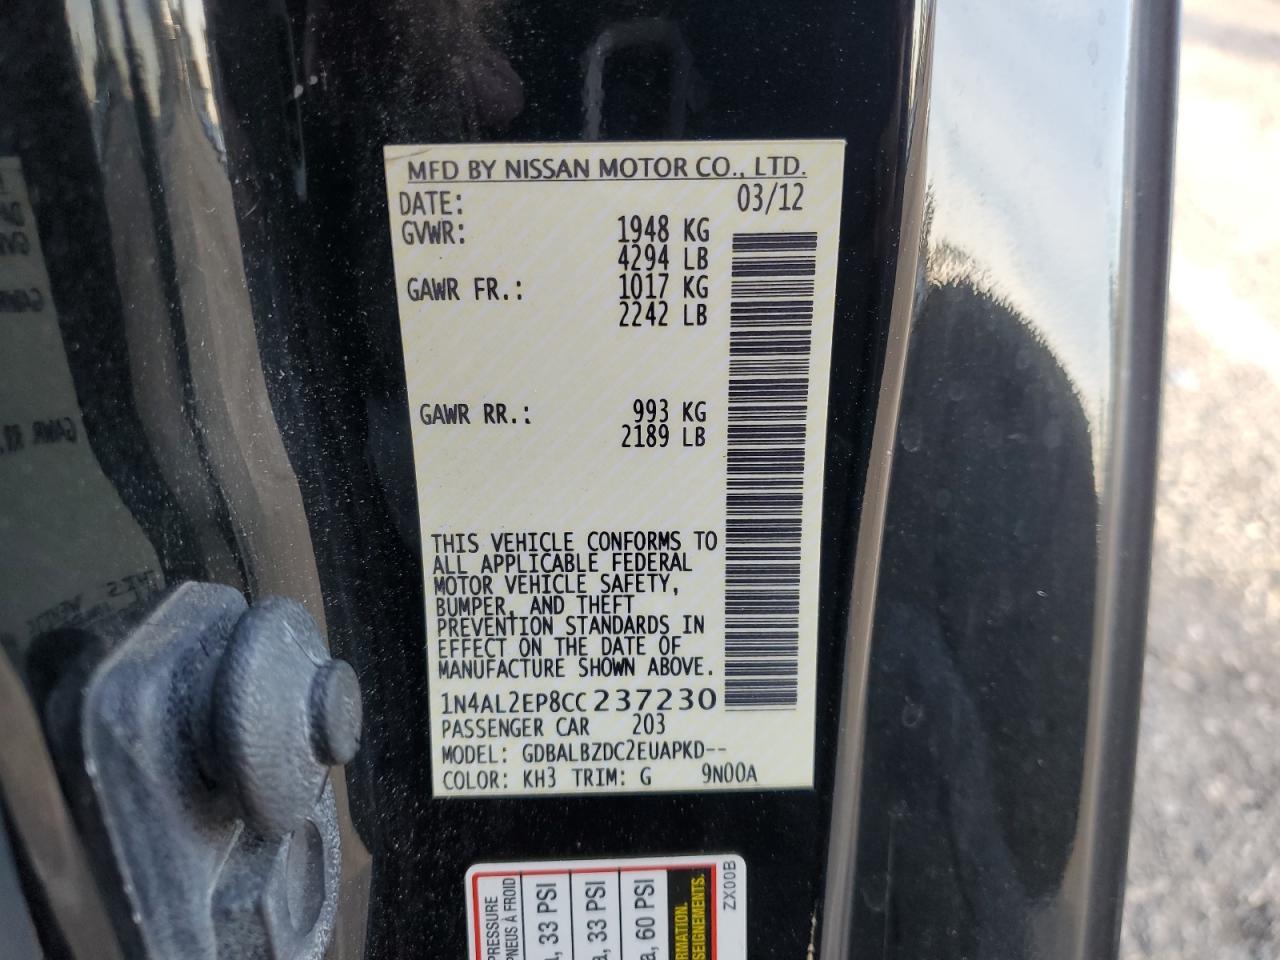 MFD BY NISSAN MOTOR CO., LTD.
DATE: 03/12
GVWR: 1948 KG
4294 LB
GAWR FR.: 1017 KG
2242 LB
GAWR RR.: 993 KG
2189 LB
THIS VEHICLE CONFORMS TO
ALL APPLICABLE FEDERAL
MOTOR VEHICLE SAFETY,
BUMPER, AND THEFT
PREVENTION STANDARDS IN
EFFECT ON THE DATE OF
MANUFACTURE SHOWN ABOVE.
1N4AL2EP8CC237230
PASSENGER CAR 203
MODEL: GDBALBZDC2EUAPKD--
COLOR: KH3 TRIM: G 9N00A
PRESSURE
PNEUS À FROID
, 33 PSI
, 33 PSI
, 60 PSI
ZX00B